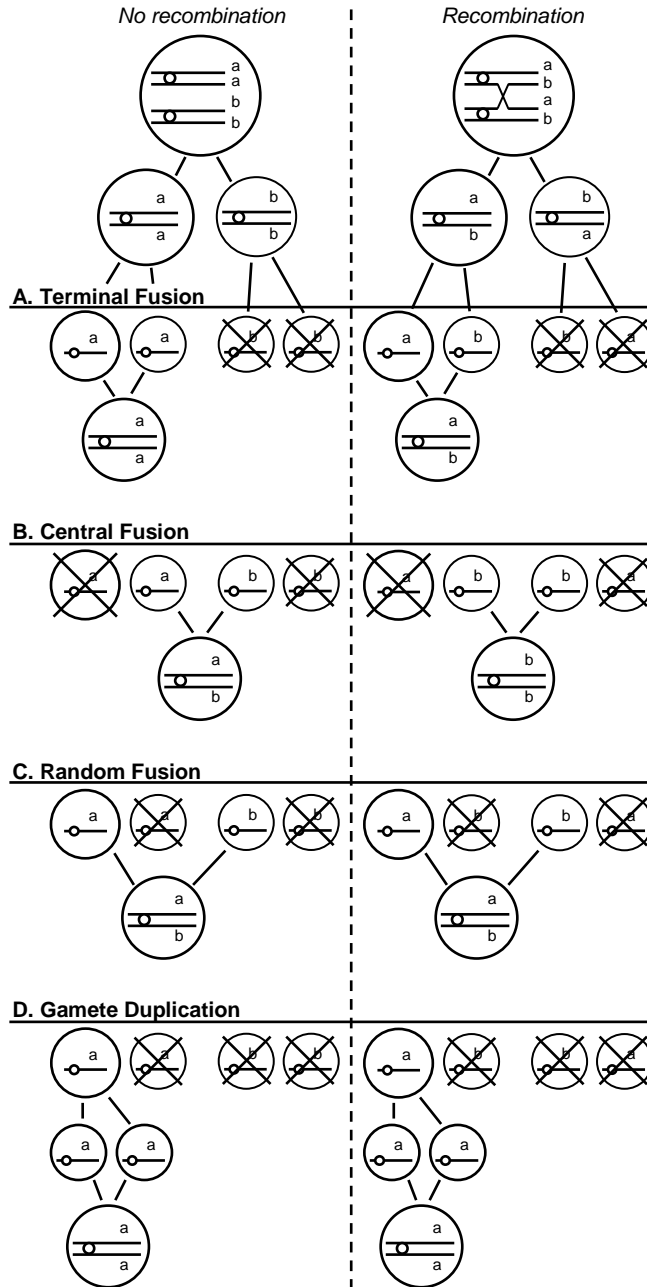 No recombination Recombination
a a
a b
b a
b b
a b a b
a b b a
A. Terminal Fusion
a a b b a b b a
a a
a b
B. Central Fusion
a a b b a b b a
a b
b b
C. Random Fusion
a a b b a b b a
a a
b b
D. Gamete Duplication
a a b b a b b a
a a a a
a a
a a